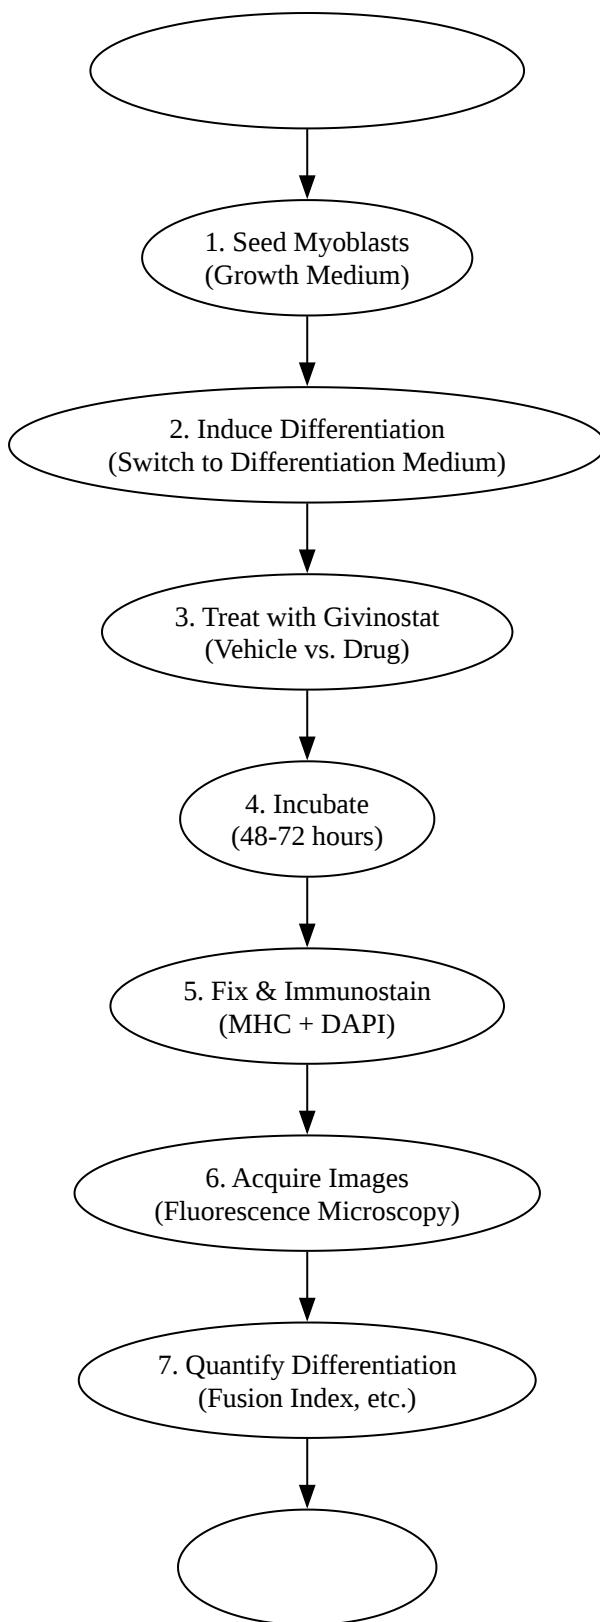 1. Seed Myoblasts
(Growth Medium)
2. Induce Differentiation
(Switch to Differentiation Medium)
3. Treat with Givinostat
(Vehicle vs. Drug)
4. Incubate
(48-72 hours)
5. Fix & Immunostain
(MHC + DAPI)
6. Acquire Images
(Fluorescence Microscopy)
7. Quantify Differentiation
(Fusion Index, etc.)